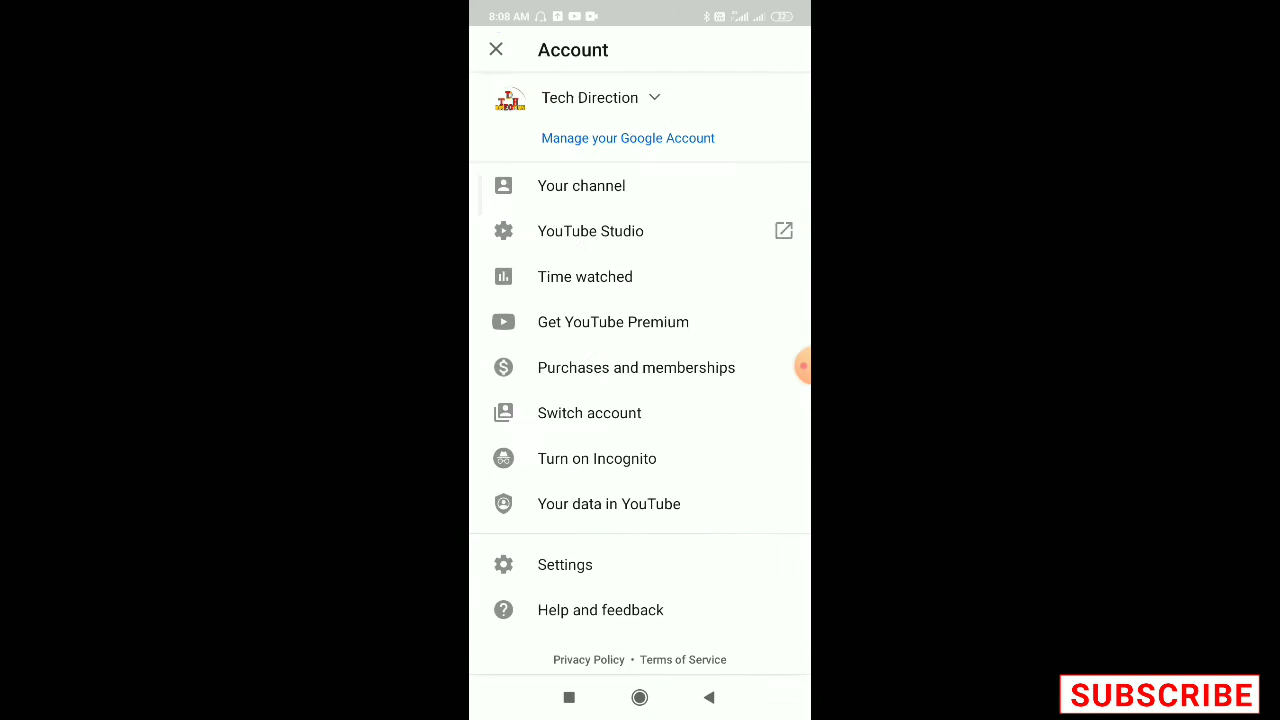 8:08 AM
32
Account
Tech Direction
Manage your Google Account
Your channel
YouTube Studio
Time watched
Get YouTube Premium
Purchases and memberships
Switch account
Turn on Incognito
Your data in YouTube
Settings
Help and feedback
Privacy Policy • Terms of Service
SUBSCRIBE